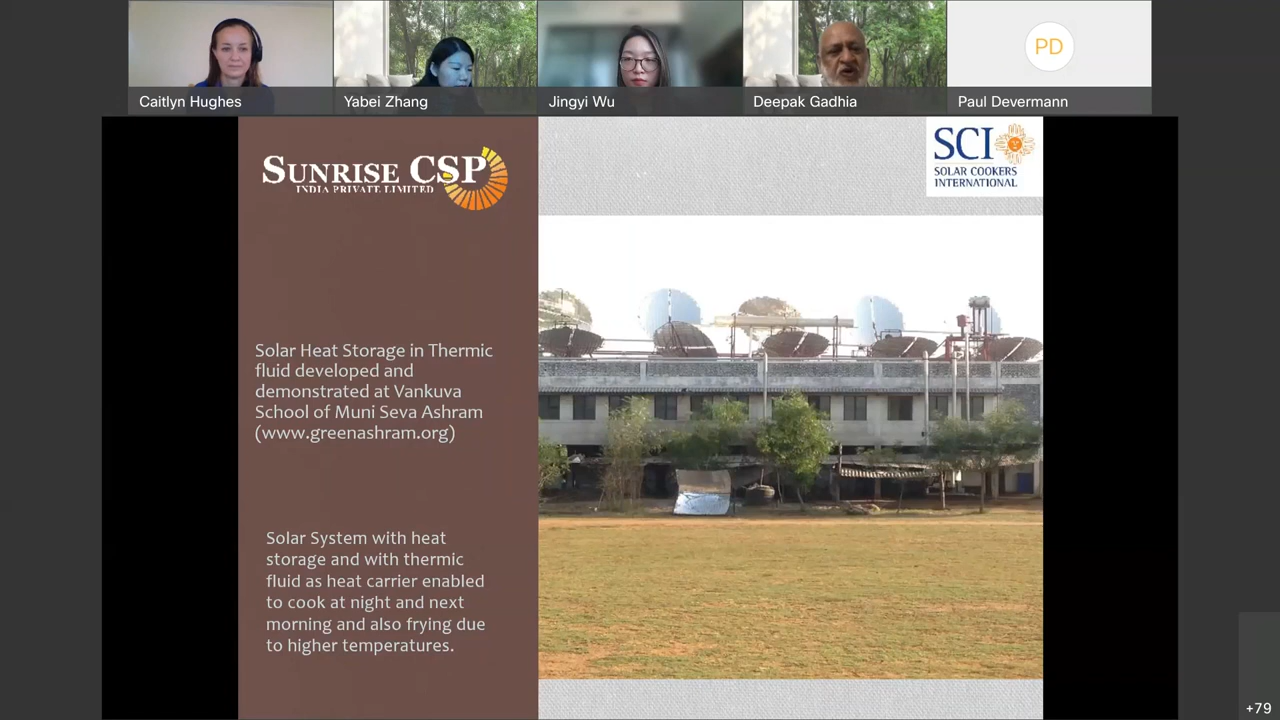 Caitlyn Hughes
Yabei Zhang
Jingyi Wu
Deepak Gadhia
PD
Paul Devermann
SUNRISE CSP
INDIA PRIVATE LIMITED
SCI
SOLAR COOKERS
INTERNATIONAL
Solar Heat Storage in Thermic
fluid developed and
demonstrated at Vankuva
School of Muni Seva Ashram
(www.greenashram.org)
Solar System with heat
storage and with thermic
fluid as heat carrier enabled
to cook at night and next
morning and also frying due
to higher temperatures.
+79